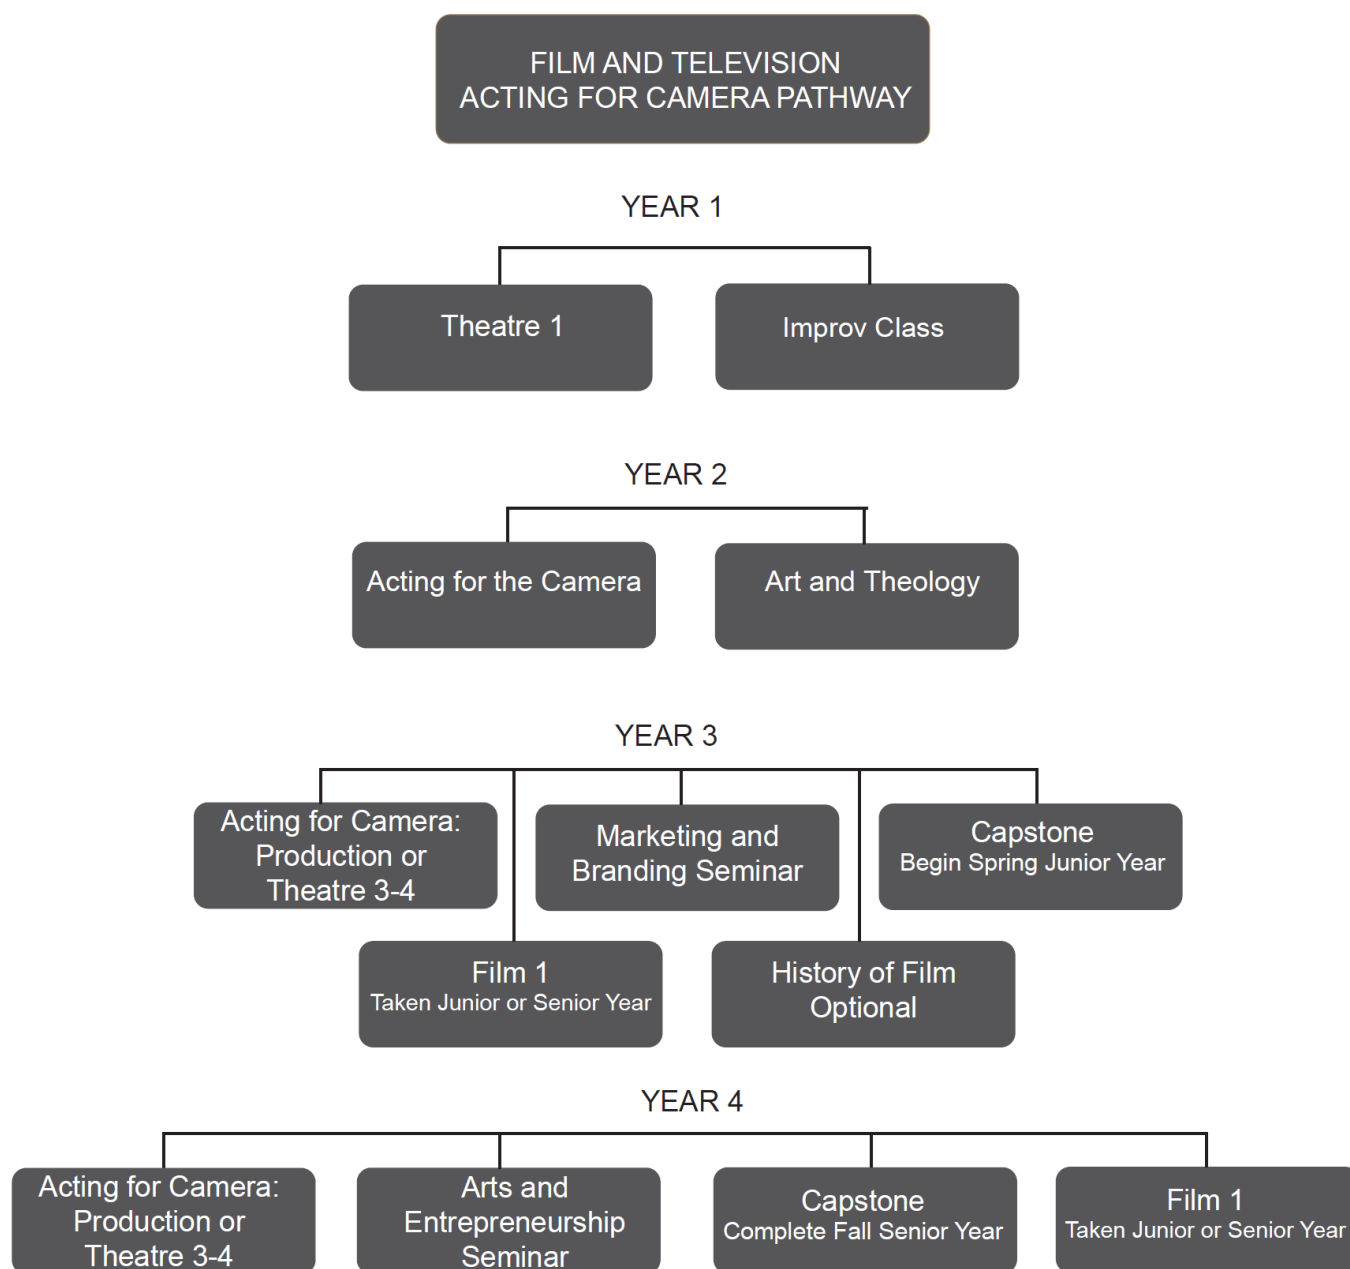 FILM AND TELEVISION
ACTING FOR CAMERA PATHWAY
YEAR 1
Theatre 1
Improv Class
YEAR 2
Acting for the Camera
Art and Theology
YEAR 3
Acting for Camera:
Production or
Theatre 3-4
Marketing and
Branding Seminar
Capstone
Begin Spring Junior Year
Film 1
Taken Junior or Senior Year
History of Film
Optional
YEAR 4
Acting for Camera:
Production or
Theatre 3-4
Arts and
Entrepreneurship
Seminar
Capstone
Complete Fall Senior Year
Film 1
Taken Junior or Senior Year